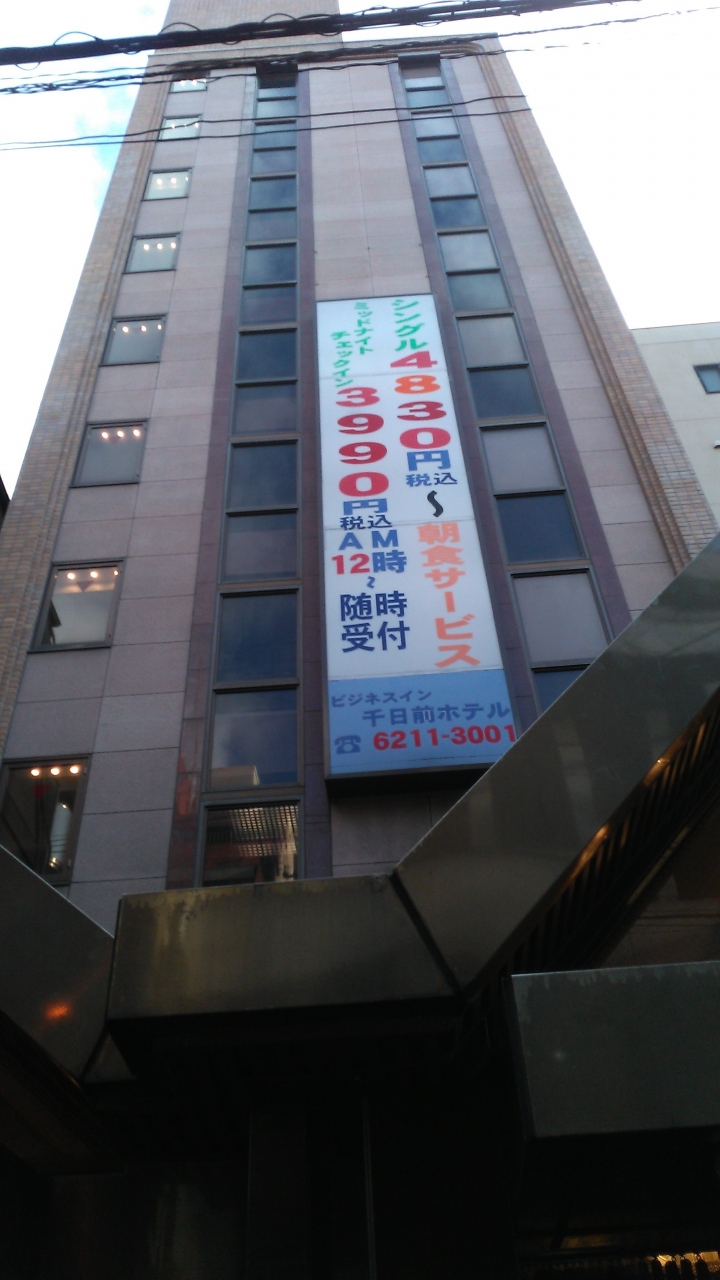 シングル4830円税込〜朝食サービス
ミッドナイト
チェックイン
3990円税込
AM12時〜随時受付
ビジネスイン
千日前ホテル
☎ 6211-3001